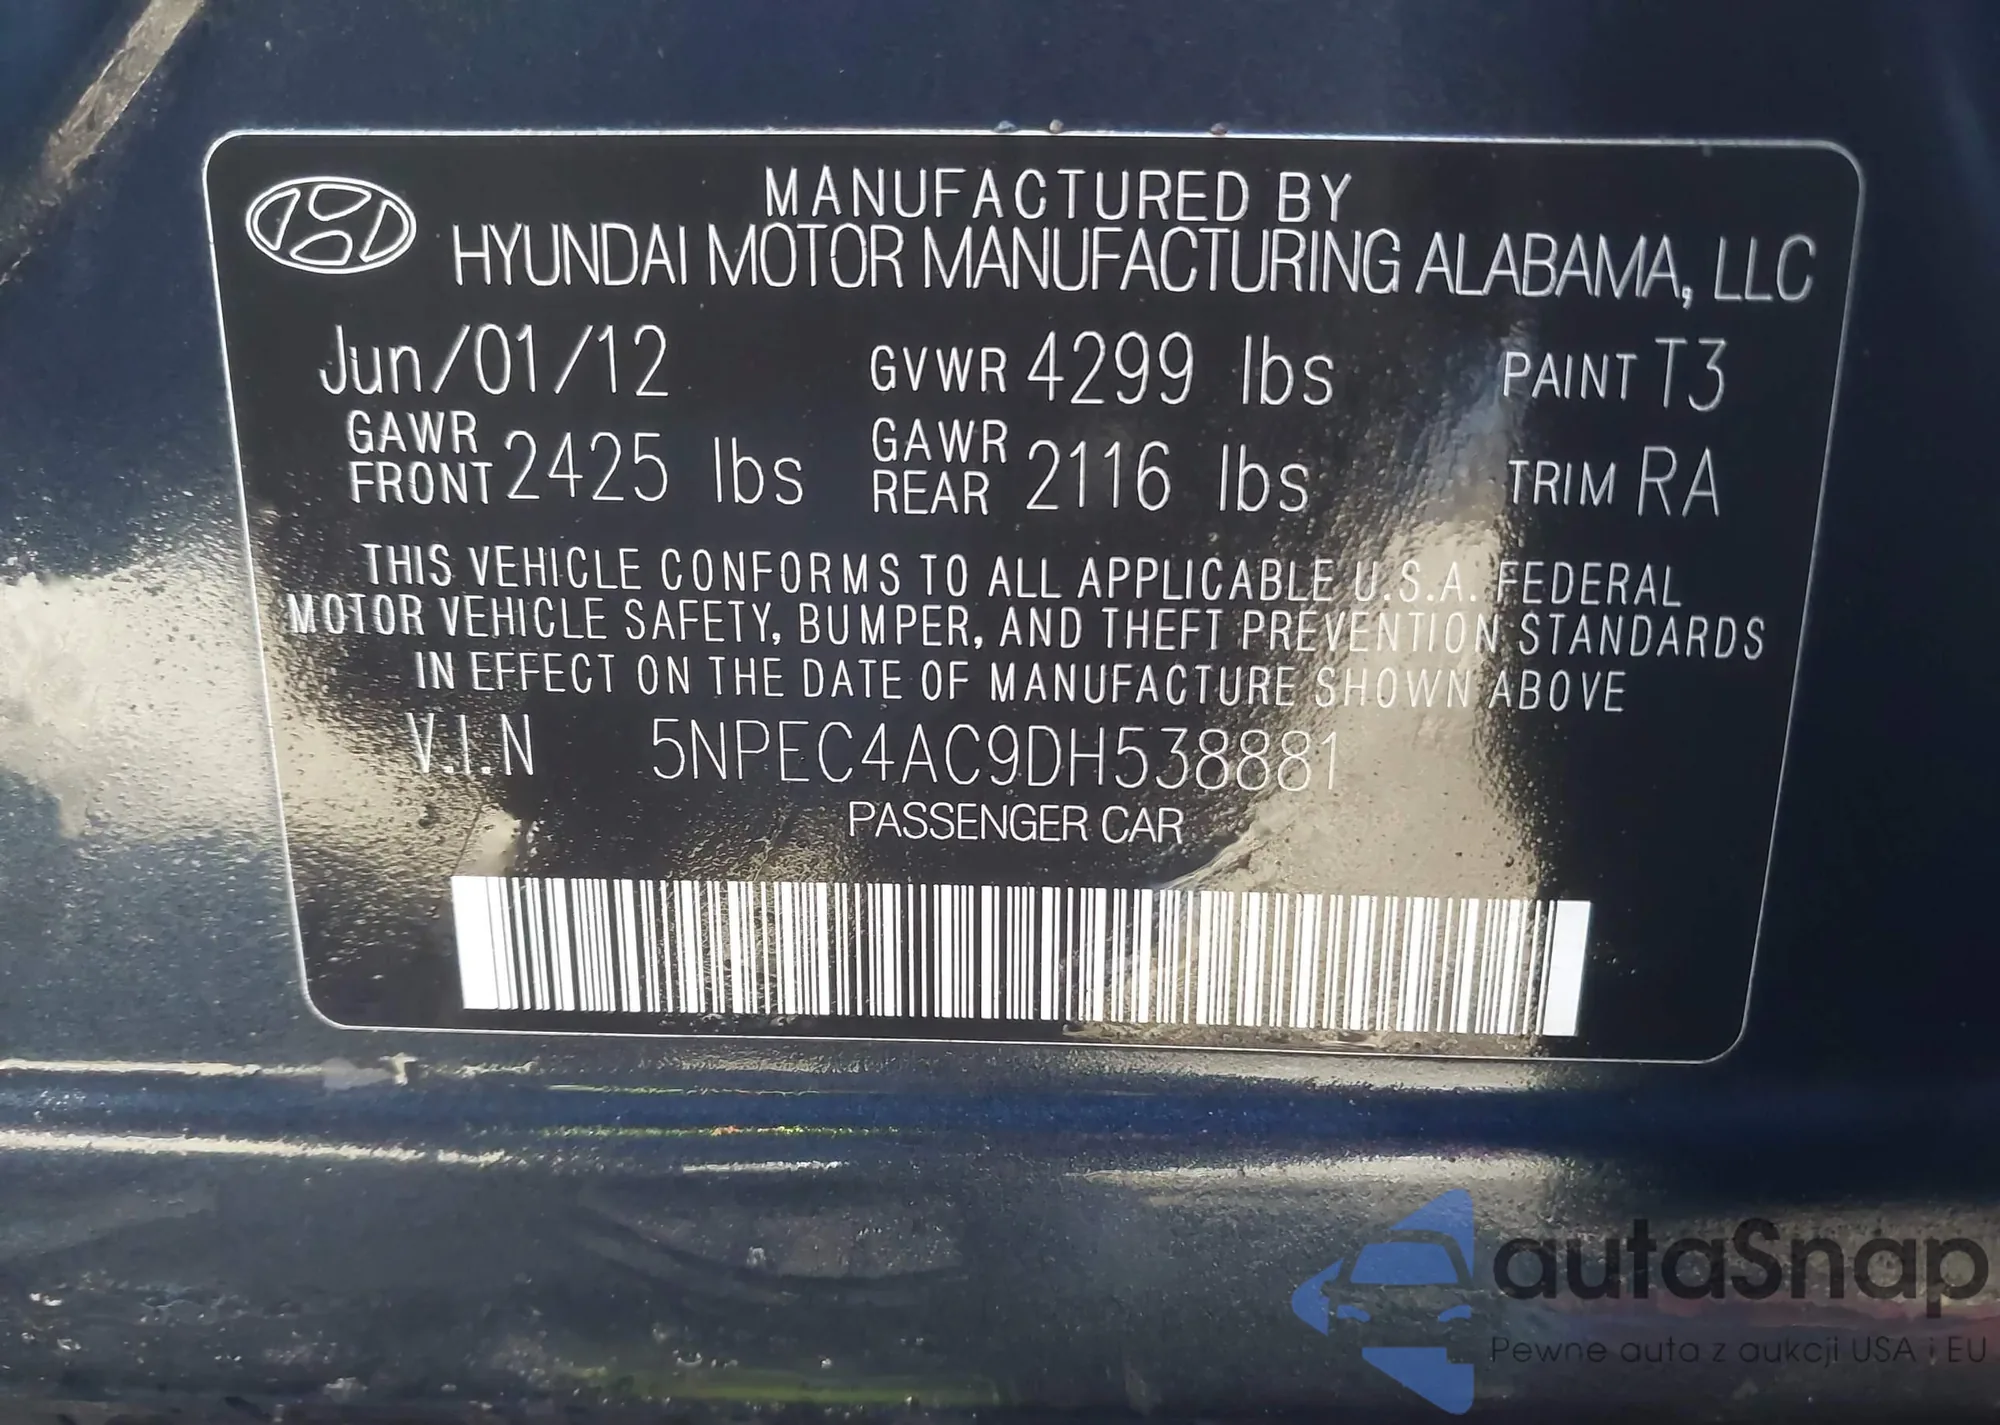 MANUFACTURED BY
HYUNDAI MOTOR MANUFACTURING ALABAMA, LLC
Jun/01/12 GVWR 4299 lbs PAINT T3
GAWR FRONT 2425 lbs GAWR REAR 2116 lbs TRIM RA
THIS VEHICLE CONFORMS TO ALL APPLICABLE U.S.A. FEDERAL
MOTOR VEHICLE SAFETY, BUMPER, AND THEFT PREVENTION STANDARDS
IN EFFECT ON THE DATE OF MANUFACTURE SHOWN ABOVE
V.I.N 5NPEC4AC9DH538881
PASSENGER CAR
autaSnap
Pewne auta z aukcji USA i EU